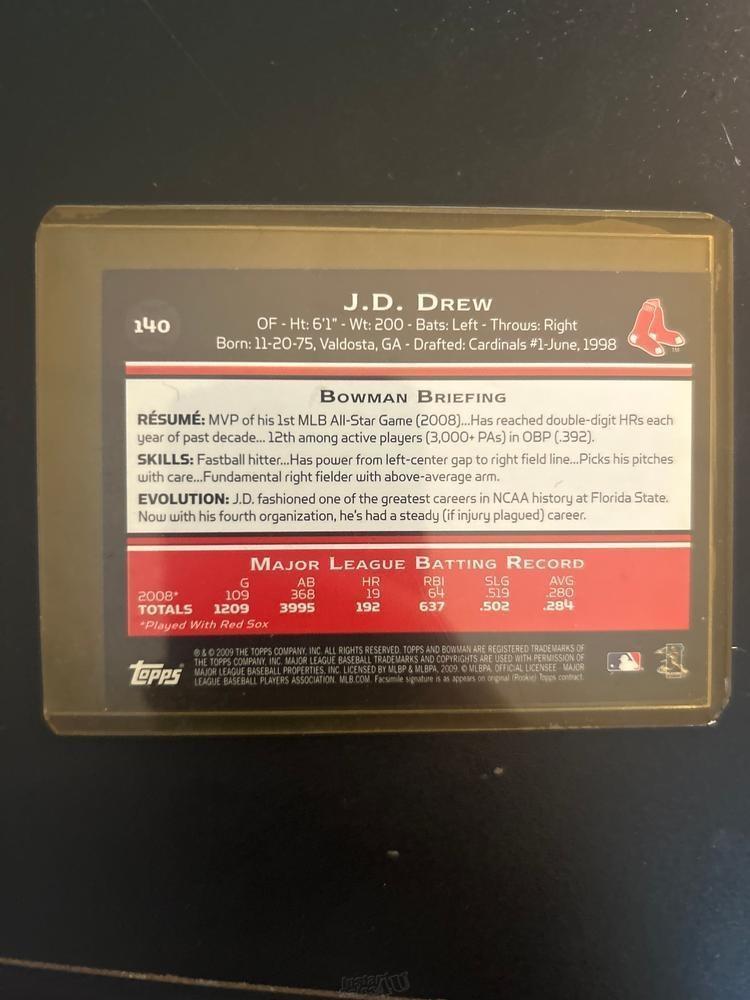 140
J.D. DREW
OF - Ht: 6'1" - Wt: 200 - Bats: Left - Throws: Right
Born: 11-20-75, Valdosta, GA - Drafted: Cardinals #1-June, 1998
TM
BOWMAN BRIEFING
RÉSUMÉ: MVP of his 1st MLB All-Star Game (2008)...Has reached double-digit HRs each
year of past decade... 12th among active players (3,000+ PAs) in OBP (.392).
SKILLS: Fastball hitter...Has power from left-center gap to right field line...Picks his pitches
with care...Fundamental right fielder with above-average arm.
EVOLUTION: J.D. fashioned one of the greatest careers in NCAA history at Florida State.
Now with his fourth organization, he's had a steady (if injury plagued) career.
MAJOR LEAGUE BATTING RECORD
G AB HR RBI SLG AVG
2008* 109 368 19 64 .519 .280
TOTALS 1209 3995 192 637 .502 .284
*Played With Red Sox
Topps
® & © 2009 THE TOPPS COMPANY, INC. ALL RIGHTS RESERVED. TOPPS AND BOWMAN ARE REGISTERED TRADEMARKS OF
THE TOPPS COMPANY, INC. MAJOR LEAGUE BASEBALL TRADEMARKS AND COPYRIGHTS ARE USED WITH PERMISSION OF
MAJOR LEAGUE BASEBALL PROPERTIES, INC. LICENSED BY MLBP & MLBPA, 2009. © MLBPA, OFFICIAL LICENSEE - MAJOR
LEAGUE BASEBALL PLAYERS ASSOCIATION. MLB.COM. Facsimile signature is as appears on original (Rookie) Topps contract.